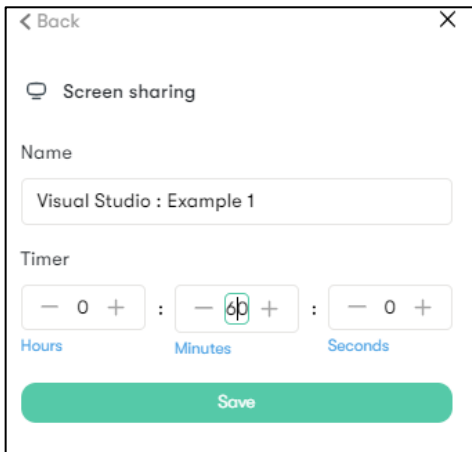 Back
Screen sharing
Name
Visual Studio : Example 1
Timer
0 : 60 : 0
Hours Minutes Seconds
Save